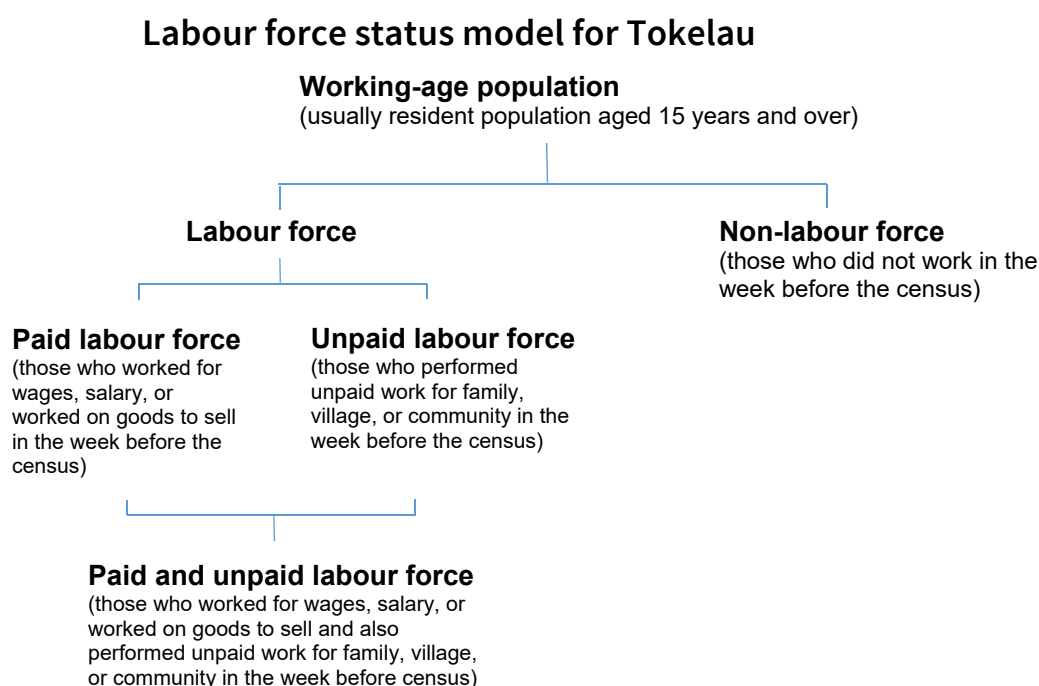 Labour force status model for Tokelau
Working-age population
(usually resident population aged 15 years and over)
Labour force
Non-labour force
(those who did not work in the
week before the census)
Paid labour force
(those who worked for
wages, salary, or
worked on goods to sell
in the week before the
census)
Unpaid labour force
(those who performed
unpaid work for family,
village, or community in the
week before the census)
Paid and unpaid labour force
(those who worked for wages, salary, or
worked on goods to sell and also
performed unpaid work for family, village,
or community in the week before census)